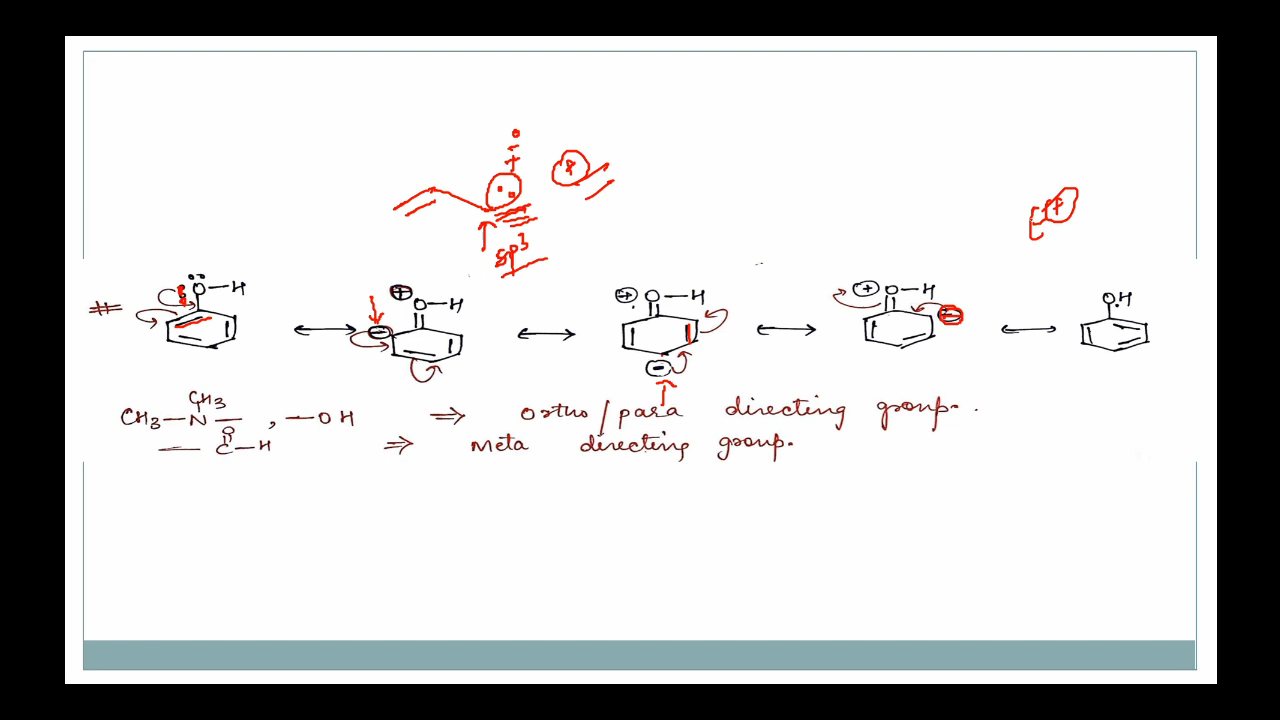 sp³
O–H O–H O–H O–H OH
CH₃–N– , –OH ⇒ Ortho/para directing group.
CH₃
O
–C–H ⇒ Meta directing group.